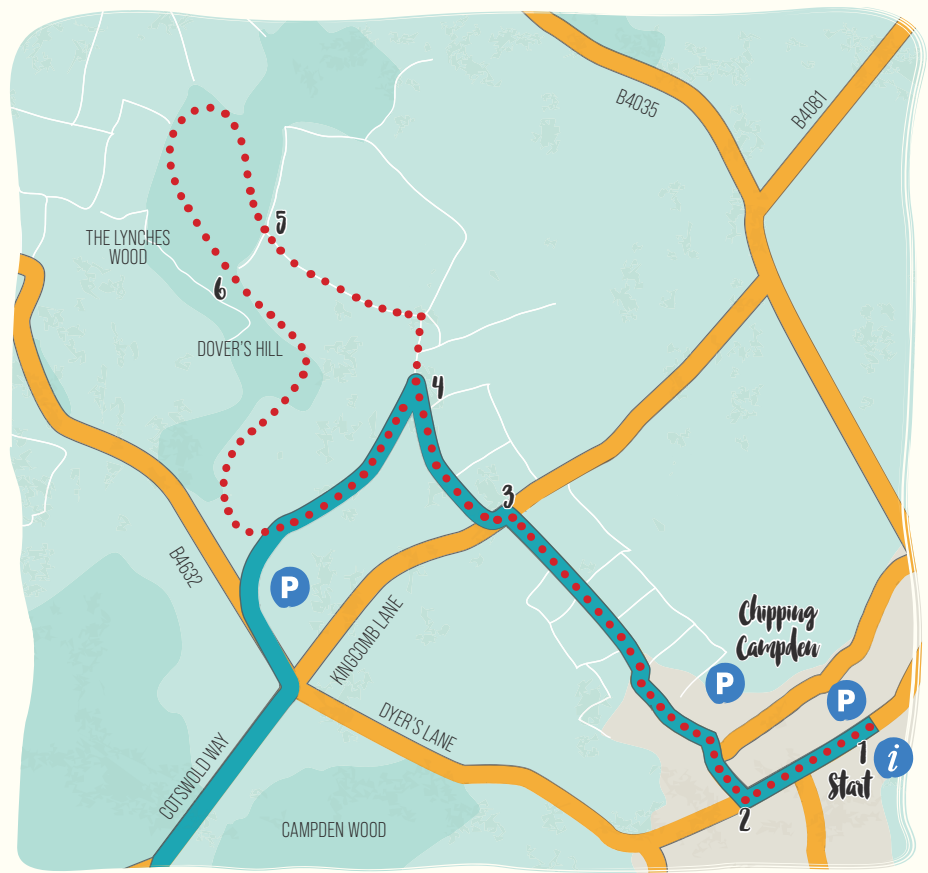 B4035
B4081
5
THE LYNCHES
WOOD
6
DOVER'S HILL
4
3
B4632
P
KINGCOMB LANE
Chipping
Campden
P
P
DYER'S LANE
COTSWOLD WAY
1
i
Start
2
CAMPDEN WOOD